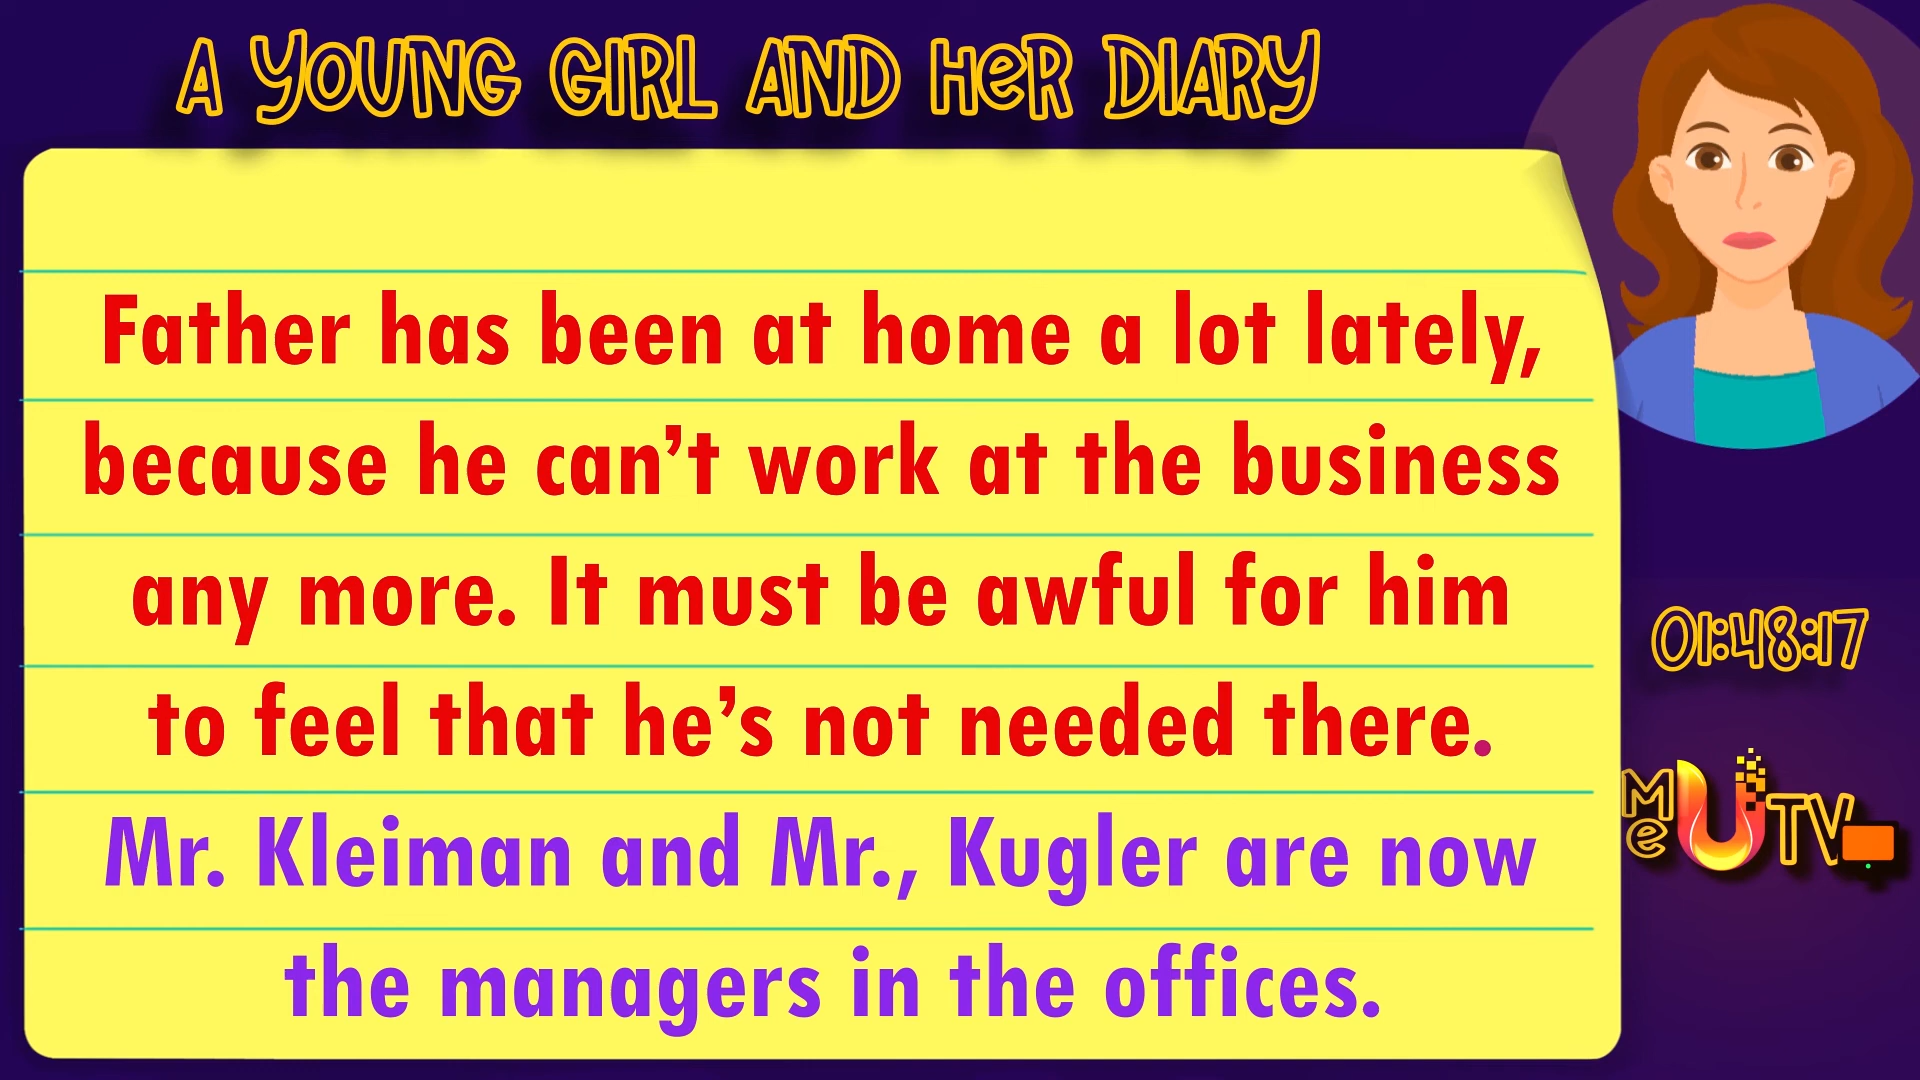 A YOUNG GIRL AND HeR DIARY
Father has been at home a lot lately,
because he can’t work at the business
any more. It must be awful for him
to feel that he’s not needed there.
Mr. Kleiman and Mr., Kugler are now
the managers in the offices.
01:48:17
Me U TV